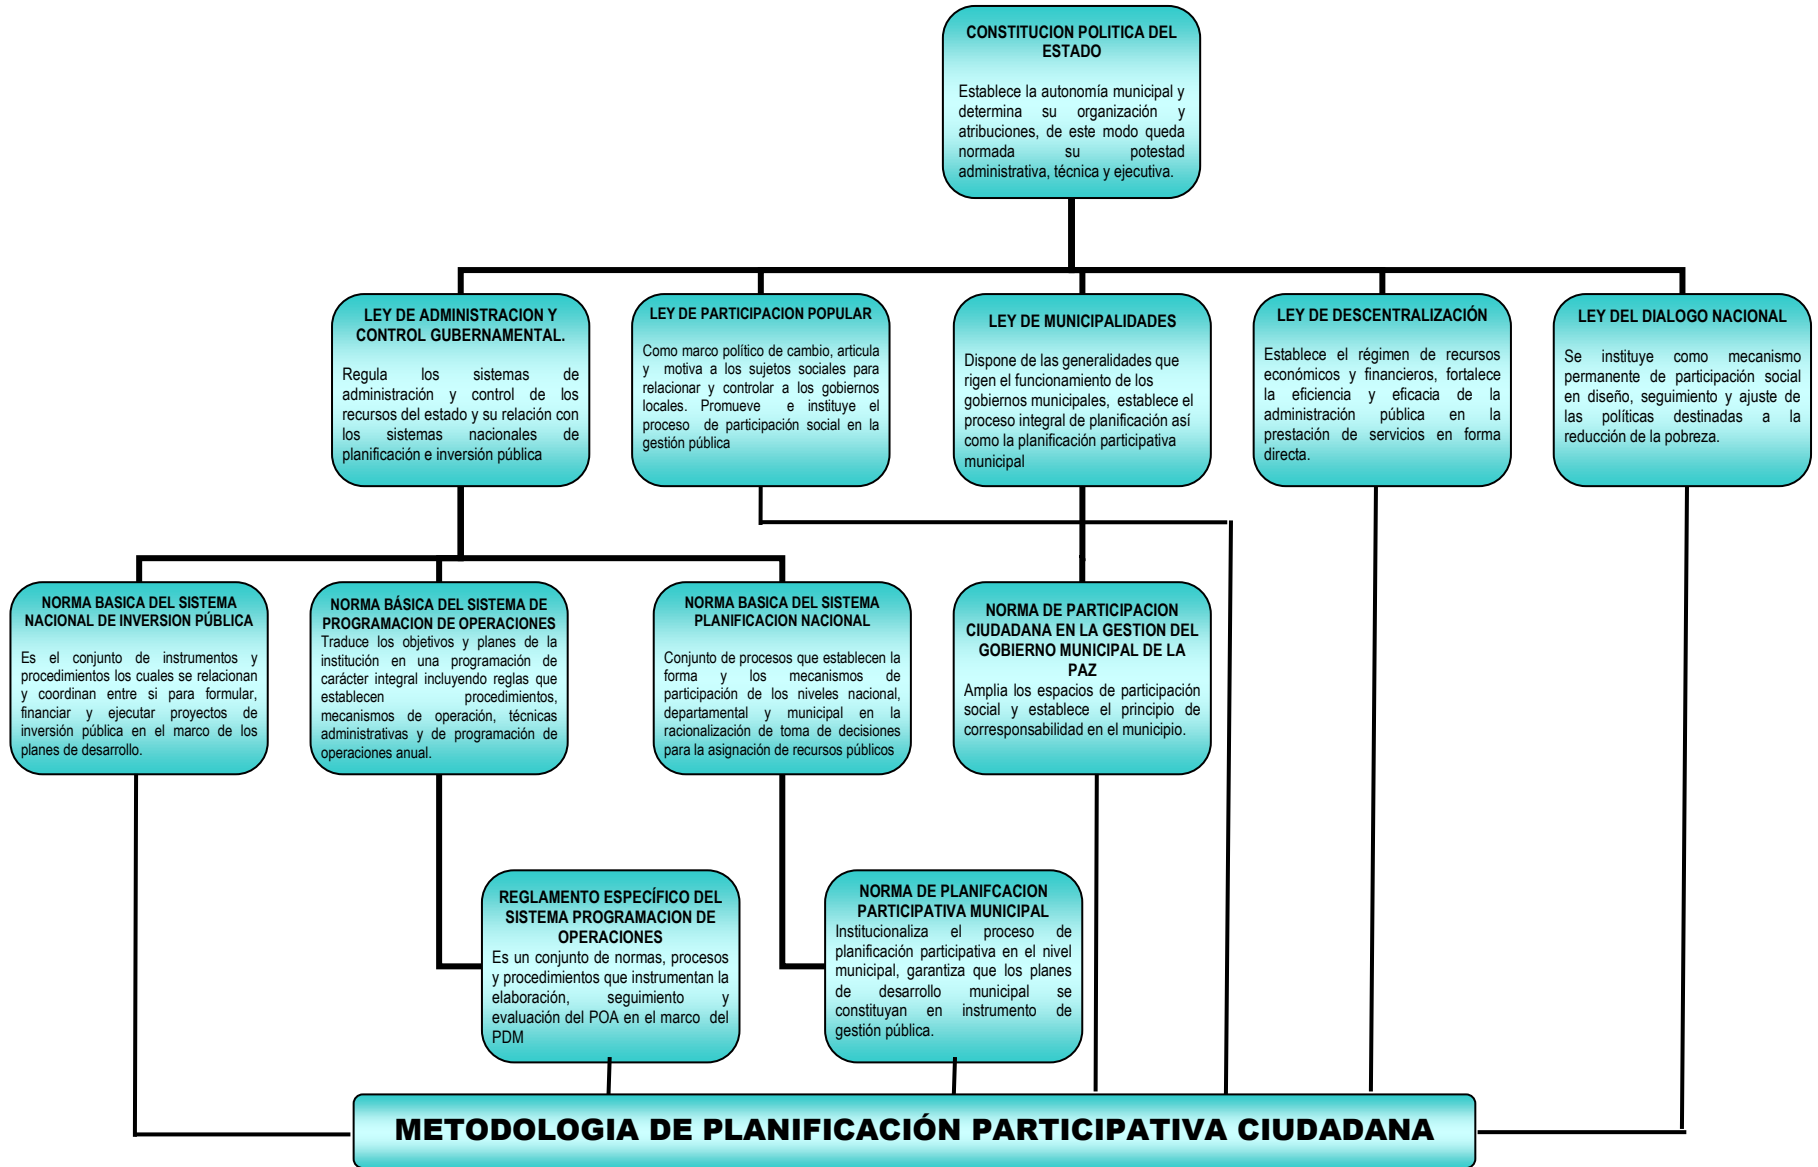 CONSTITUCION POLITICA DEL
ESTADO
Establece la autonomía municipal y
determina su organización y
atribuciones, de este modo queda
normada su potestad
administrativa, técnica y ejecutiva.
LEY DE ADMINISTRACION Y
CONTROL GUBERNAMENTAL.
Regula los sistemas de
administración y control de los
recursos del estado y su relación con
los sistemas nacionales de
planificación e inversión pública
LEY DE PARTICIPACION POPULAR
Como marco político de cambio, articula
y motiva a los sujetos sociales para
relacionar y controlar a los gobiernos
locales. Promueve e instituye el
proceso de participación social en la
gestión pública
LEY DE MUNICIPALIDADES
Dispone de las generalidades que
rigen el funcionamiento de los
gobiernos municipales, establece el
proceso integral de planificación así
como la planificación participativa
municipal
LEY DE DESCENTRALIZACIÓN
Establece el régimen de recursos
económicos y financieros, fortalece
la eficiencia y eficacia de la
administración pública en la
prestación de servicios en forma
directa.
LEY DEL DIALOGO NACIONAL
Se instituye como mecanismo
permanente de participación social
en diseño, seguimiento y ajuste de
las políticas destinadas a la
reducción de la pobreza.
NORMA BASICA DEL SISTEMA
NACIONAL DE INVERSION PÚBLICA
Es el conjunto de instrumentos y
procedimientos los cuales se relacionan
y coordinan entre si para formular,
financiar y ejecutar proyectos de
inversión pública en el marco de los
planes de desarrollo.
NORMA BÁSICA DEL SISTEMA DE
PROGRAMACION DE OPERACIONES
Traduce los objetivos y planes de la
institución en una programación de
carácter integral incluyendo reglas que
establecen procedimientos,
mecanismos de operación, técnicas
administrativas y de programación de
operaciones anual.
NORMA BASICA DEL SISTEMA
PLANIFICACION NACIONAL
Conjunto de procesos que establecen la
forma y los mecanismos de
participación de los niveles nacional,
departamental y municipal en la
racionalización de toma de decisiones
para la asignación de recursos públicos
NORMA DE PARTICIPACION
CIUDADANA EN LA GESTION DEL
GOBIERNO MUNICIPAL DE LA
PAZ
Amplia los espacios de participación
social y establece el principio de
corresponsabilidad en el municipio.
REGLAMENTO ESPECÍFICO DEL
SISTEMA PROGRAMACION DE
OPERACIONES
Es un conjunto de normas, procesos
y procedimientos que instrumentan la
elaboración, seguimiento y
evaluación del POA en el marco del
PDM
NORMA DE PLANIFCACION
PARTICIPATIVA MUNICIPAL
Institucionaliza el proceso de
planificación participativa en el nivel
municipal, garantiza que los planes
de desarrollo municipal se
constituyan en instrumento de
gestión pública.
METODOLOGIA DE PLANIFICACIÓN PARTICIPATIVA CIUDADANA